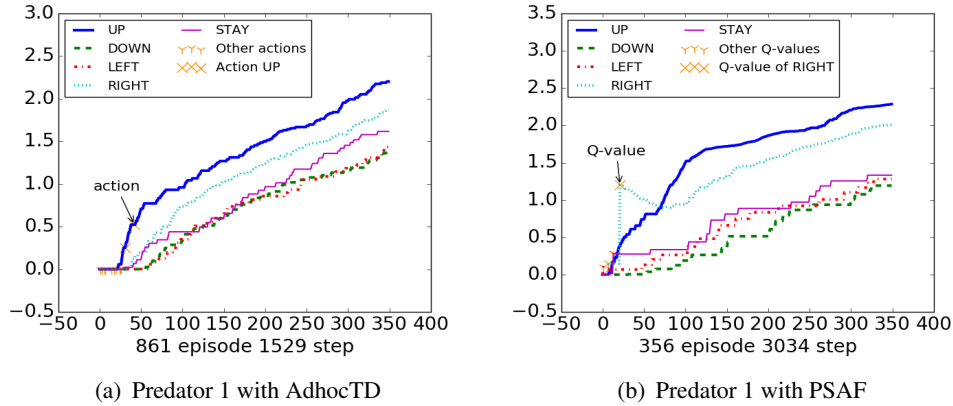 2.5
2.0
1.5
1.0
0.5
0.0
−0.5
UP
DOWN
LEFT
RIGHT
STAY
Other actions
Action UP
action
−50 0 50 100 150 200 250 300 350 400
861 episode 1529 step
(a) Predator 1 with AdhocTD
3.5
3.0
2.5
2.0
1.5
1.0
0.5
0.0
−0.5
UP
DOWN
LEFT
RIGHT
STAY
Other Q-values
Q-value of RIGHT
Q-value
−50 0 50 100 150 200 250 300 350 400
356 episode 3034 step
(b) Predator 1 with PSAF